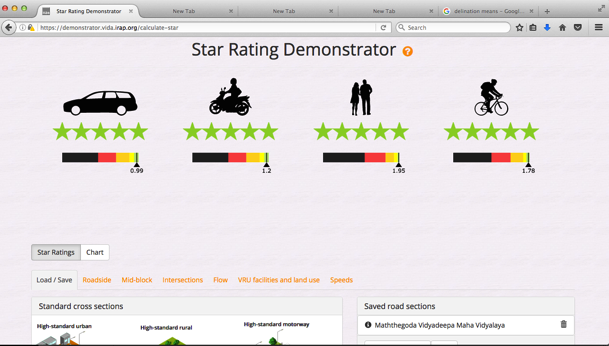 Star Rating Demonstrator
New Tab
New Tab
New Tab
delination means – Googl...
https://demonstrator.vida.irap.org/calculate-star
Search
Star Rating Demonstrator ?
0.99
1.2
1.95
1.78
Star Ratings
Chart
Load / Save
Roadside
Mid-block
Intersections
Flow
VRU facilities and land use
Speeds
Standard cross sections
High-standard urban
High-standard rural
High-standard motorway
Saved road sections
Maththegoda Vidyadeepa Maha Vidyalaya